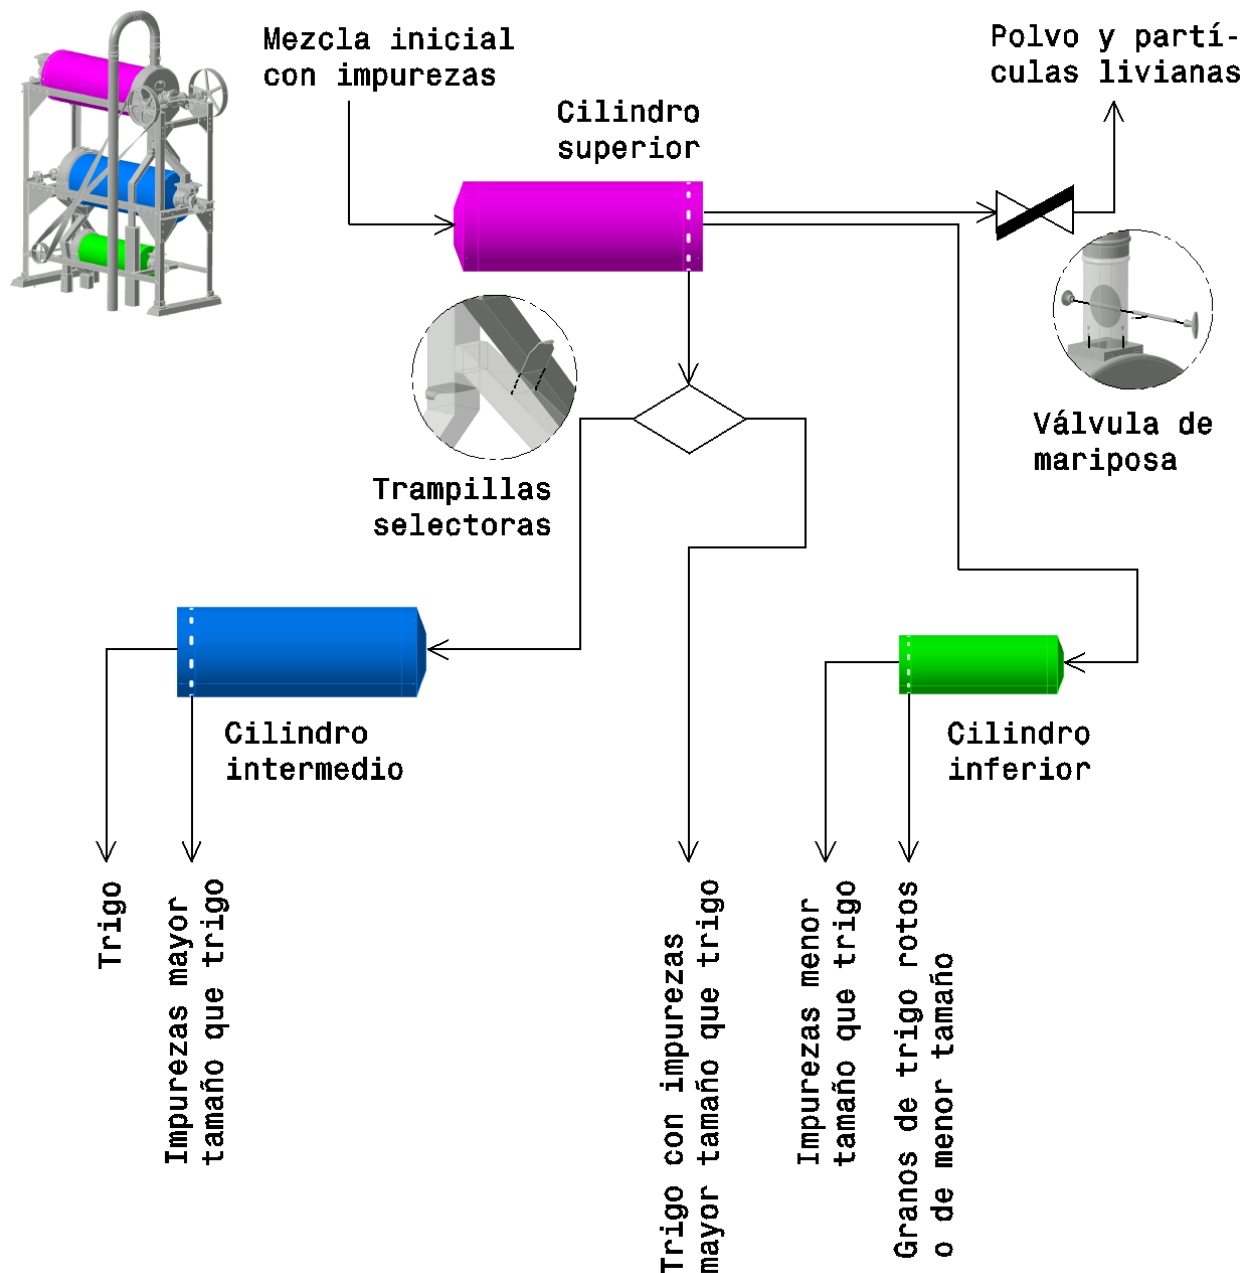 Mezcla inicial
con impurezas
Polvo y partí-
culas livianas
Cilindro
superior
Válvula de
mariposa
Trampillas
selectoras
Cilindro
intermedio
Cilindro
inferior
Trigo
Impurezas mayor
tamaño que trigo
Trigo con impurezas
mayor tamaño que trigo
Impurezas menor
tamaño que trigo
Granos de trigo rotos
o de menor tamaño